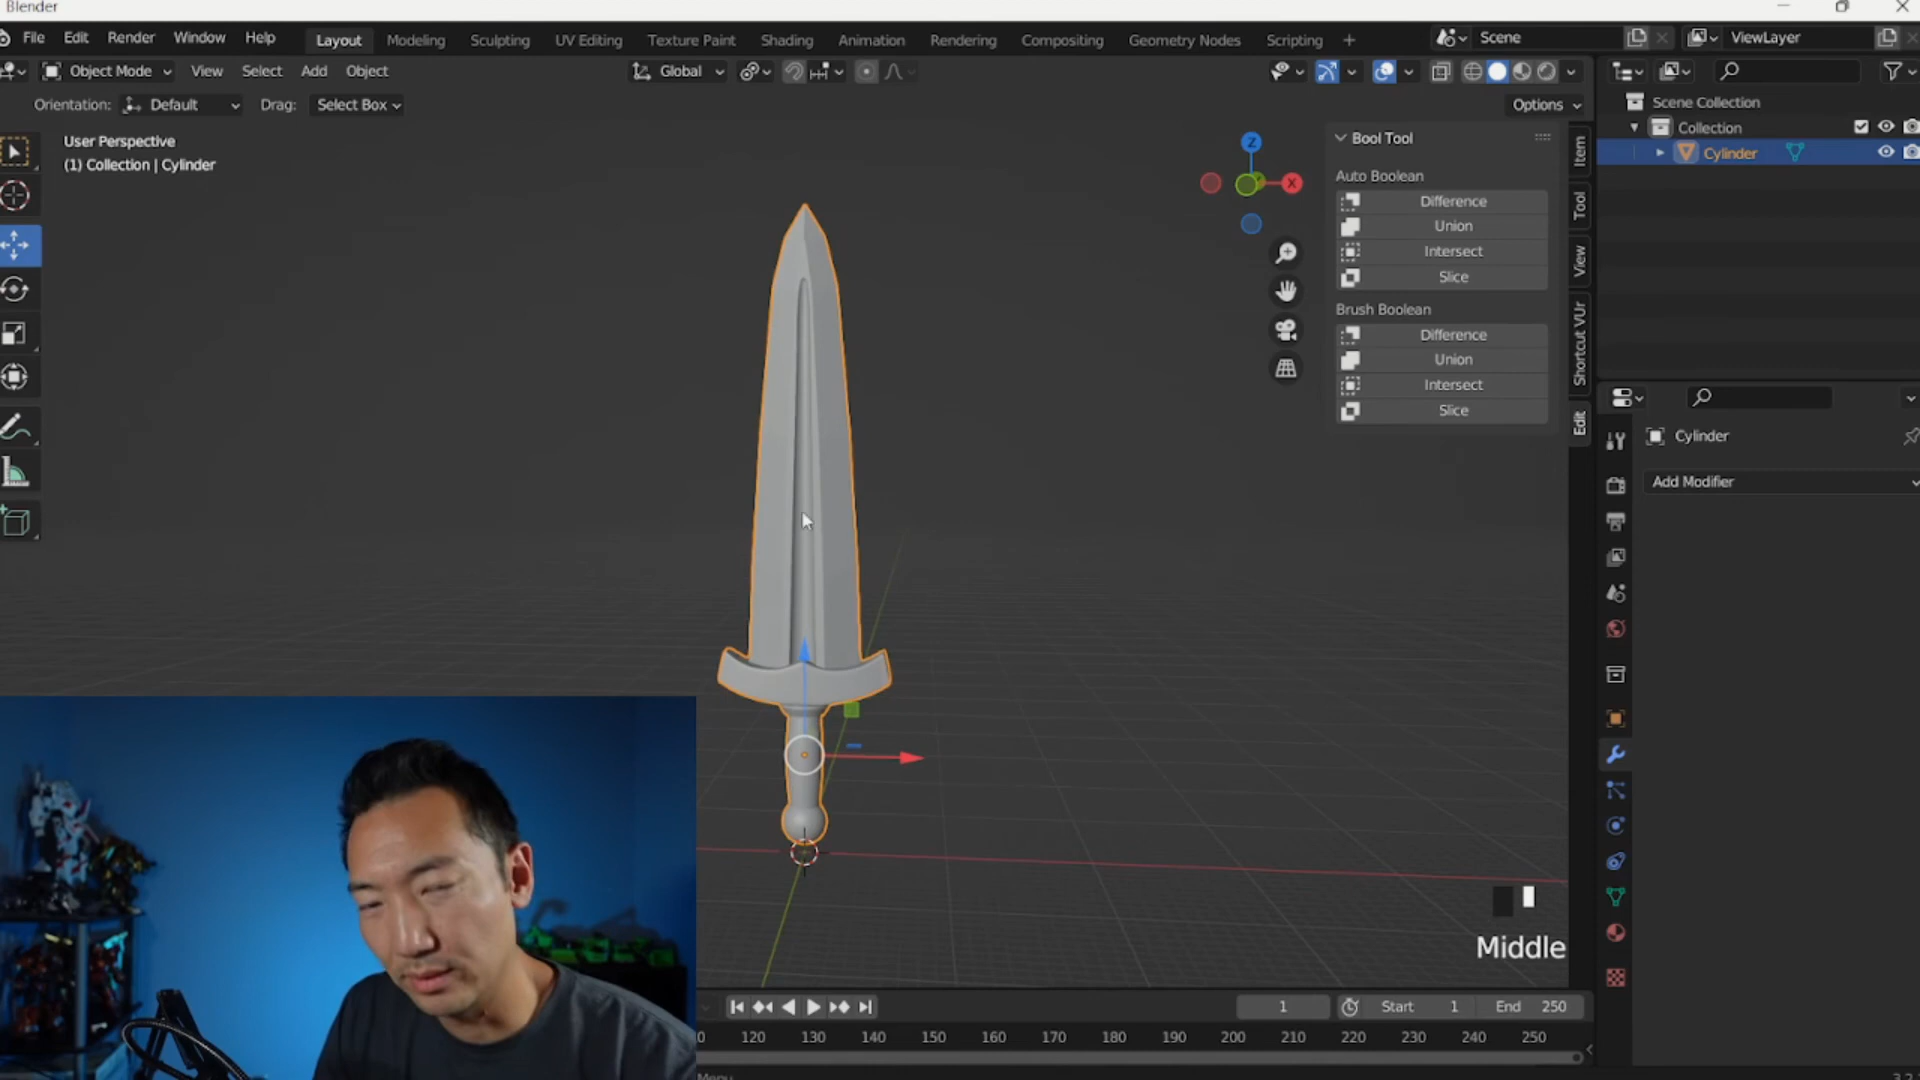 Blender
File Edit Render Window Help Layout Modeling Sculpting UV Editing Texture Paint Shading Animation Rendering Compositing Geometry Nodes Scripting + Scene ViewLayer
Object Mode View Select Add Object Global
Orientation: Default Drag: Select Box Options
User Perspective
(1) Collection | Cylinder
Z
X
Bool Tool
Auto Boolean
Difference
Union
Intersect
Slice
Brush Boolean
Difference
Union
Intersect
Slice
Item
Tool
View
Shortcut VUr
Edit
Scene Collection
Collection
Cylinder
Cylinder
Add Modifier
Middle
1 Start 1 End 250
0 120 130 140 150 160 170 180 190 200 210 220 230 240 250